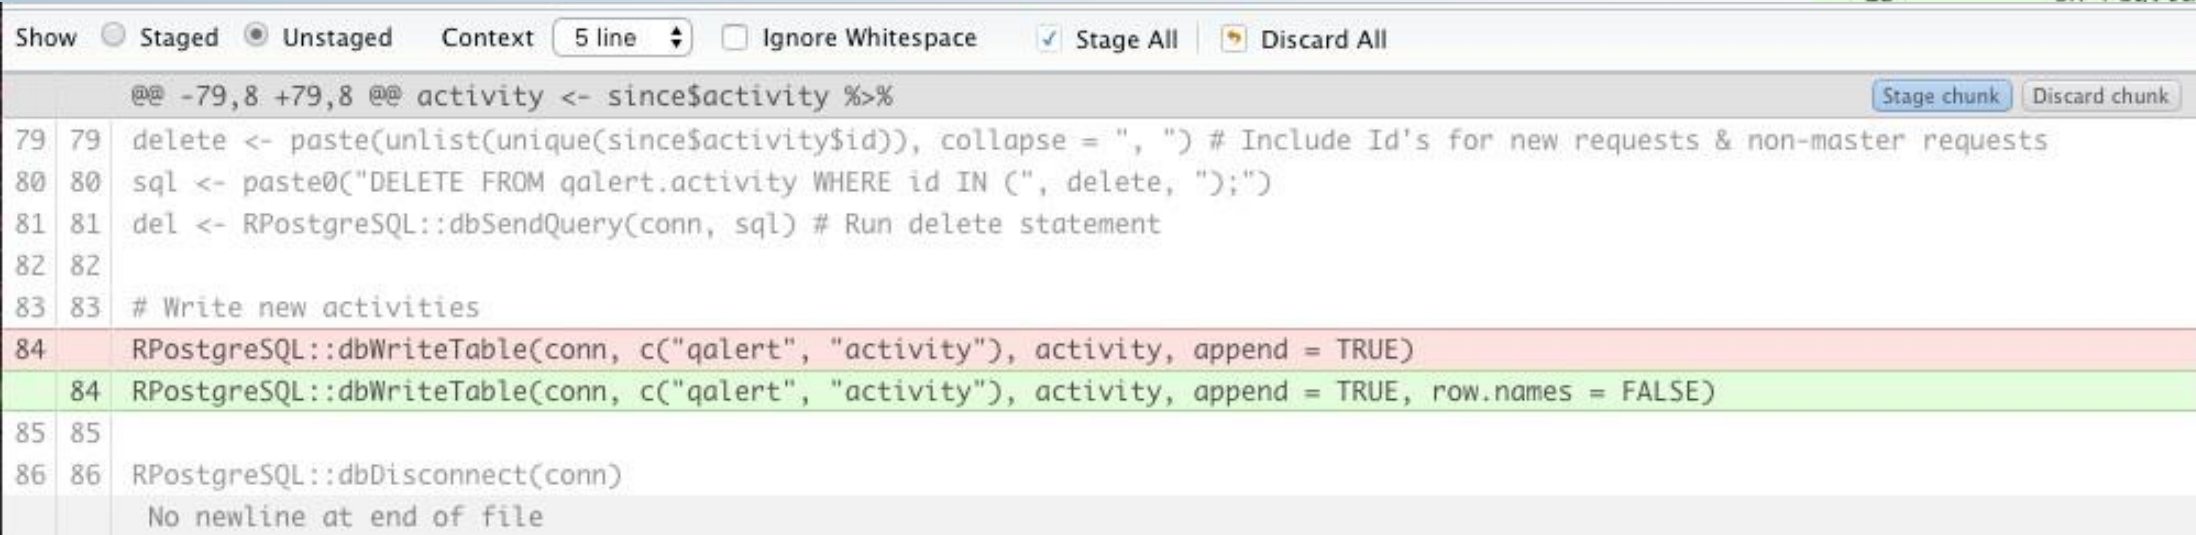 Show Staged Unstaged Context 5 line Ignore Whitespace Stage All Discard All
@@ -79,8 +79,8 @@ activity <- since$activity %>% Stage chunk Discard chunk
79 79 delete <- paste(unlist(unique(since$activity$id)), collapse = ", ") # Include Id's for new requests & non-master requests
80 80 sql <- paste0("DELETE FROM qalert.activity WHERE id IN (", delete, ");")
81 81 del <- RPostgreSQL::dbSendQuery(conn, sql) # Run delete statement
82 82
83 83 # Write new activities
84 RPostgreSQL::dbWriteTable(conn, c("qalert", "activity"), activity, append = TRUE)
84 RPostgreSQL::dbWriteTable(conn, c("qalert", "activity"), activity, append = TRUE, row.names = FALSE)
85 85
86 86 RPostgreSQL::dbDisconnect(conn)
No newline at end of file